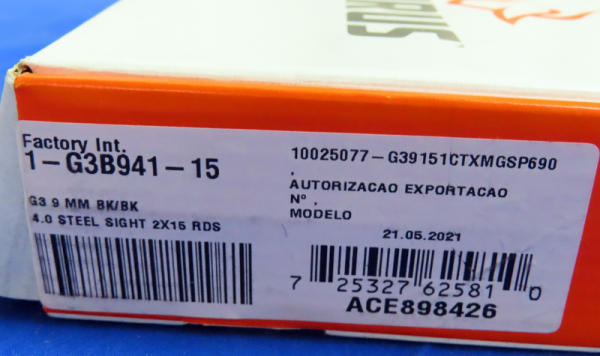 RUS
Factory Int.
1-G3B941-15
G3 9 MM BK/BK
4.0 STEEL SIGHT 2X15 RDS
10025077-G39151CTXMGSP690
.
AUTORIZACAO EXPORTACAO
Nº .
MODELO
21.05.2021
7 25327 62581 0
ACE898426